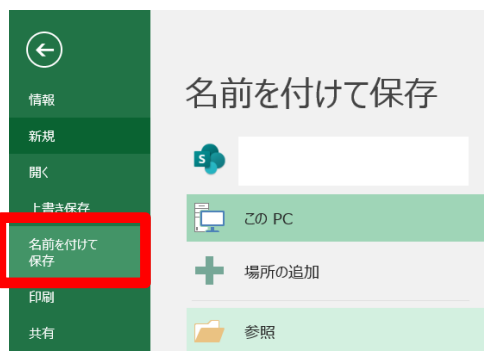 情報
新規
開く
上書き保存
名前を付けて
保存
印刷
共有
名前を付けて保存
S
この PC
場所の追加
参照